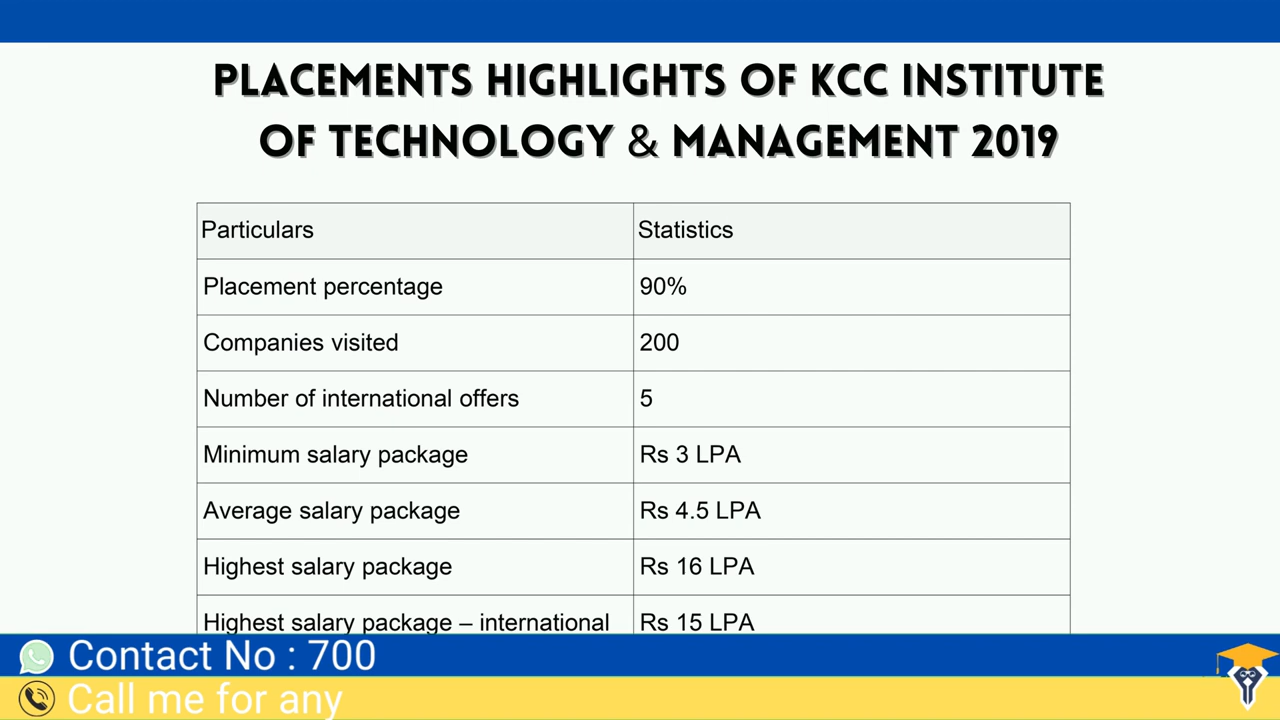 PLACEMENTS HIGHLIGHTS OF KCC INSTITUTE
OF TECHNOLOGY & MANAGEMENT 2019
Particulars Statistics
Placement percentage 90%
Companies visited 200
Number of international offers 5
Minimum salary package Rs 3 LPA
Average salary package Rs 4.5 LPA
Highest salary package Rs 16 LPA
Highest salary package – international Rs 15 LPA
Contact No : 700
Call me for any